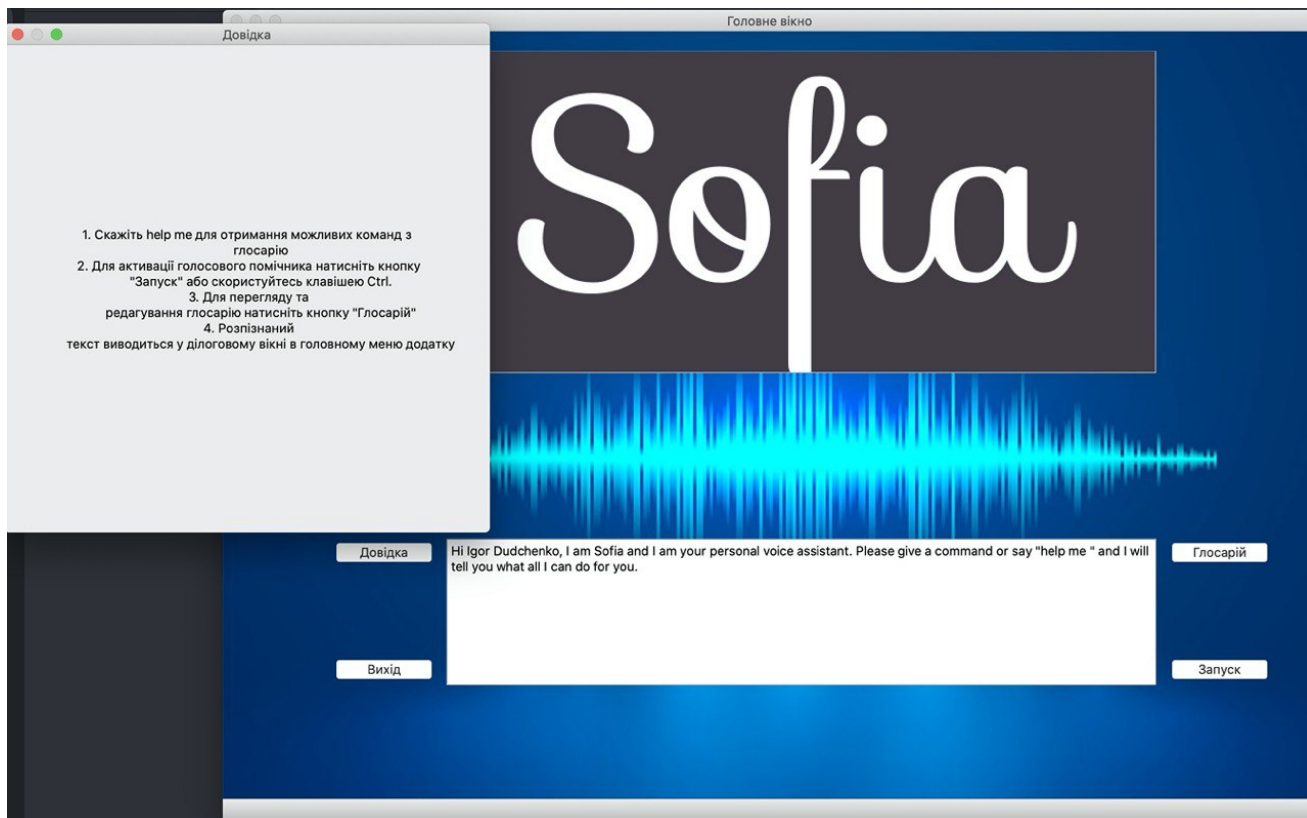 Головне вікно
Довідка
1. Скажіть help me для отримання можливих команд з
глосарію
2. Для активації голосового помічника натисніть кнопку
"Запуск" або скористуйтесь клавішею Ctrl.
3. Для перегляду та
редагування глосарію натисніть кнопку "Глосарій"
4. Розпізнаний
текст виводиться у ділоговому вікні в головному меню додатку
Sofia
Довідка
Hi Igor Dudchenko, I am Sofia and I am your personal voice assistant. Please give a command or say "help me " and I will
tell you what all I can do for you.
Глосарій
Вихід
Запуск